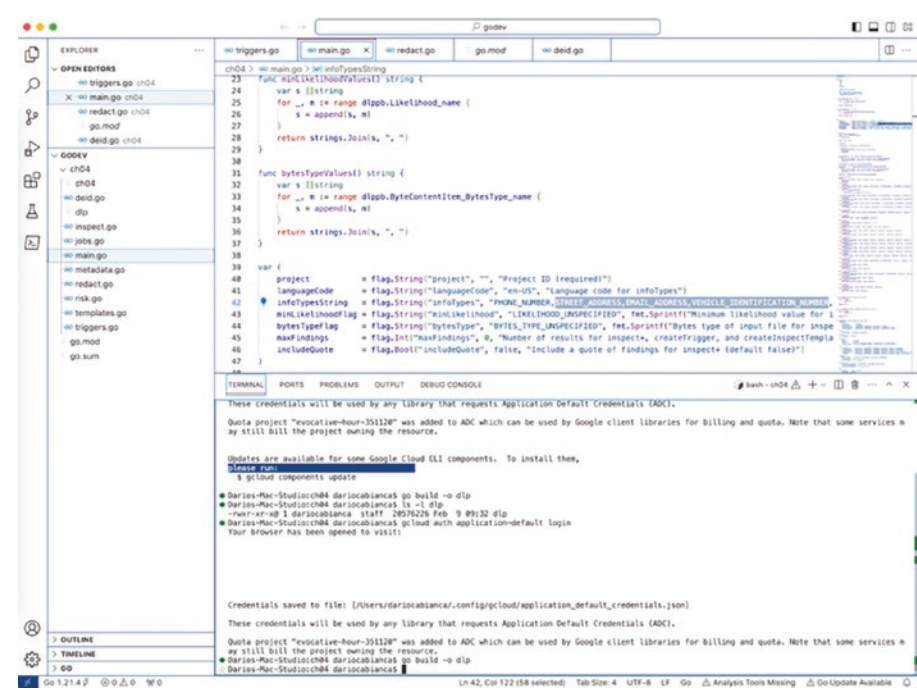 godev
EXPLORER
OPEN EDITORS
triggers.go ch04
main.go ch04
redact.go ch04
go.mod
deid.go ch04
GODEV
ch04
ch04
deid.go
dlp
inspect.go
jobs.go
main.go
metadata.go
redact.go
risk.go
templates.go
triggers.go
go.mod
go.sum
OUTLINE
TIMELINE
GO
triggers.go main.go redact.go go.mod deid.go
ch04 > main.go > infoTypesString
23 func minLikelihoodValues() string {
24 var s []string
25 for _, m := range dlppb.Likelihood_name {
26 s = append(s, m)
27 }
28 return strings.Join(s, ", ")
29 }
30
31 func bytesTypeValues() string {
32 var s []string
33 for _, m := range dlppb.ByteContentItem_BytesType_name {
34 s = append(s, m)
35 }
36 return strings.Join(s, ", ")
37 }
38
39 var (
40 project = flag.String("project", "", "Project ID (required)")
41 languageCode = flag.String("languageCode", "en-US", "Language code for infoTypes")
42 infoTypesString = flag.String("infoTypes", "PHONE_NUMBER,STREET_ADDRESS,EMAIL_ADDRESS,VEHICLE_IDENTIFICATION_NUMBER
43 minLikelihoodFlag = flag.String("minLikelihood", "LIKELIHOOD_UNSPECIFIED", fmt.Sprintf("Minimum likelihood value for i
44 bytesTypeFlag = flag.String("bytesType", "BYTES_TYPE_UNSPECIFIED", fmt.Sprintf("Bytes type of input file for inspe
45 maxFindings = flag.Int("maxFindings", 0, "Number of results for inspect*, createTrigger, and createInspectTempla
46 includeQuote = flag.Bool("includeQuote", false, "Include a quote of findings for inspect* (default false)")
47 )
TERMINAL PORTS PROBLEMS OUTPUT DEBUG CONSOLE
bash - ch04
These credentials will be used by any library that requests Application Default Credentials (ADC).
Quota project "evocative-hour-351120" was added to ADC which can be used by Google client libraries for billing and quota. Note that some services m
ay still bill the project owning the resource.
Updates are available for some Google Cloud CLI components. To install them,
please run:
$ gcloud components update
Darios-Mac-Studio:ch04 dariocabianca$ go build -o dlp
Darios-Mac-Studio:ch04 dariocabianca$ ls -l dlp
-rwxr-xr-x@ 1 dariocabianca staff 20576226 Feb 9 09:32 dlp
Darios-Mac-Studio:ch04 dariocabianca$ gcloud auth application-default login
Your browser has been opened to visit:
Credentials saved to file: [/Users/dariocabianca/.config/gcloud/application_default_credentials.json]
These credentials will be used by any library that requests Application Default Credentials (ADC).
Quota project "evocative-hour-351120" was added to ADC which can be used by Google client libraries for billing and quota. Note that some services m
ay still bill the project owning the resource.
Darios-Mac-Studio:ch04 dariocabianca$ go build -o dlp
Darios-Mac-Studio:ch04 dariocabianca$
Go 1.21.4 0 0 0 0 Ln 42, Col 122 (58 selected) Tab Size: 4 UTF-8 LF Go Analysis Tools Missing Go Update Available